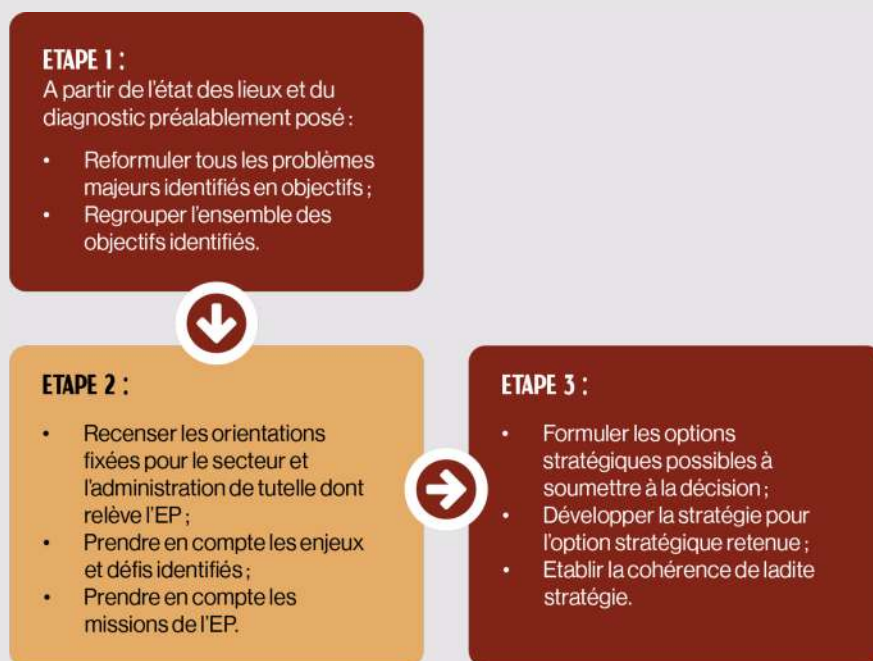 ETAPE 1 :
A partir de l'état des lieux et du
diagnostic préalablement posé :
• Reformuler tous les problèmes
majeurs identifiés en objectifs ;
• Regrouper l'ensemble des
objectifs identifiés.
ETAPE 2 :
• Recenser les orientations
fixées pour le secteur et
l'administration de tutelle dont
relève l'EP ;
• Prendre en compte les enjeux
et défis identifiés ;
• Prendre en compte les
missions de l'EP.
ETAPE 3 :
• Formuler les options
stratégiques possibles à
soumettre à la décision ;
• Développer la stratégie pour
l'option stratégique retenue ;
• Etablir la cohérence de ladite
stratégie.